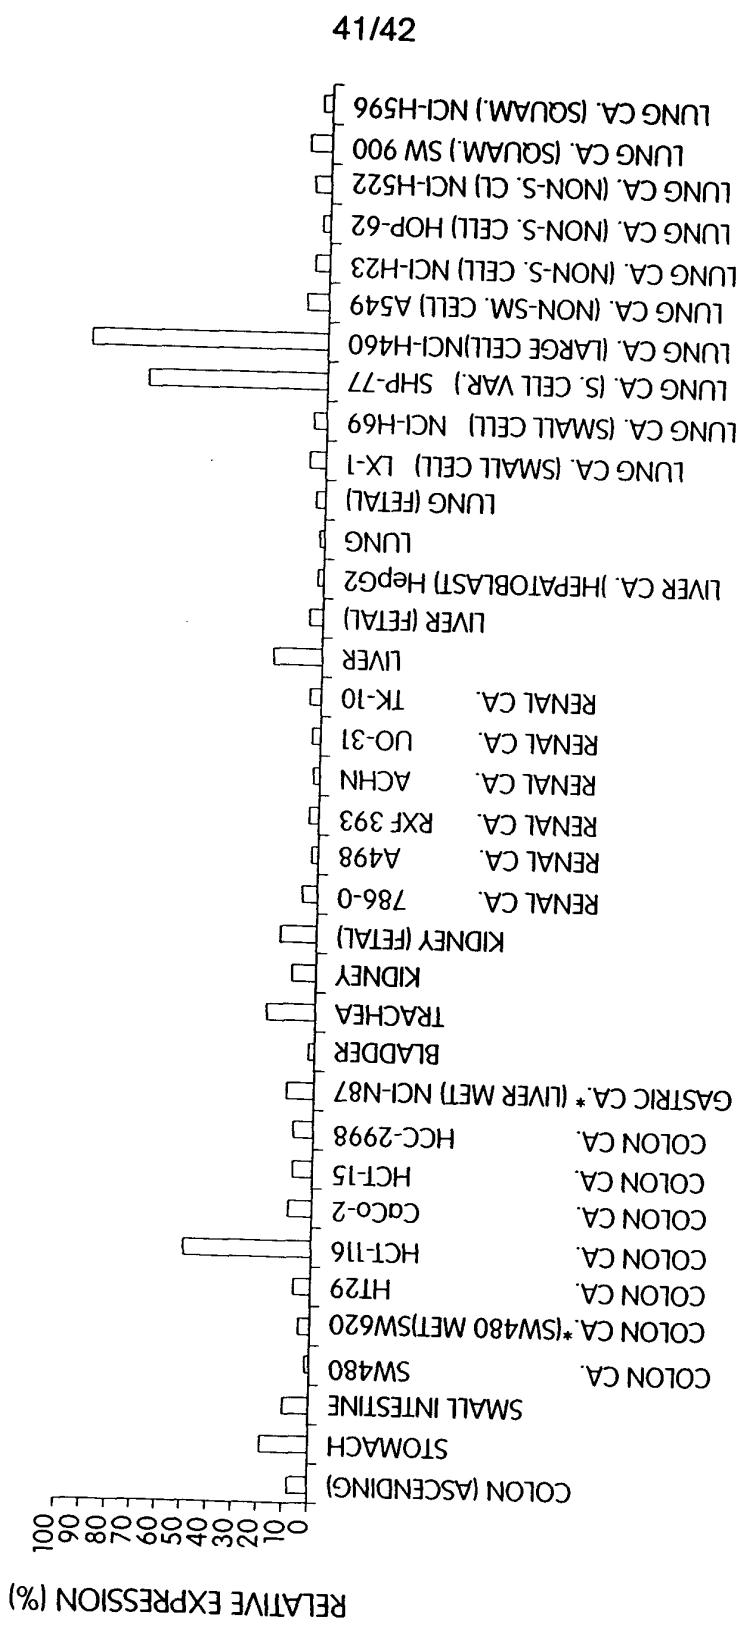 41/42
RELATIVE EXPRESSION (%)
0 10 20 30 40 50 60 70 80 90 100
COLON (ASCENDING)
STOMACH
SMALL INTESTINE
COLON CA. SW480
COLON CA.*(SW480 MET)SW620
COLON CA. HT29
COLON CA. HCT-116
COLON CA. CaCo-2
COLON CA. HCT-15
COLON CA. HCC-2998
GASTRIC CA.* (LIVER MET) NCI-N87
BLADDER
TRACHEA
KIDNEY
KIDNEY (FETAL)
RENAL CA. 786-0
RENAL CA. A498
RENAL CA. RXF 393
RENAL CA. ACHN
RENAL CA. UO-31
RENAL CA. TK-10
LIVER
LIVER (FETAL)
LIVER CA. )HEPATOBLAST) HepG2
LUNG
LUNG (FETAL)
LUNG CA. (SMALL CELL) LX-1
LUNG CA. (SMALL CELL) NCI-H69
LUNG CA. (S. CELL VAR.) SHP-77
LUNG CA. (LARGE CELL)NCI-H460
LUNG CA. (NON-SM. CELL) A549
LUNG CA. (NON-S. CELL) NCI-H23
LUNG CA. (NON-S. CELL) HOP-62
LUNG CA. (NON-S. CL) NCI-H522
LUNG CA. (SQUAM.) SW 900
LUNG CA. (SQUAM.) NCI-H596